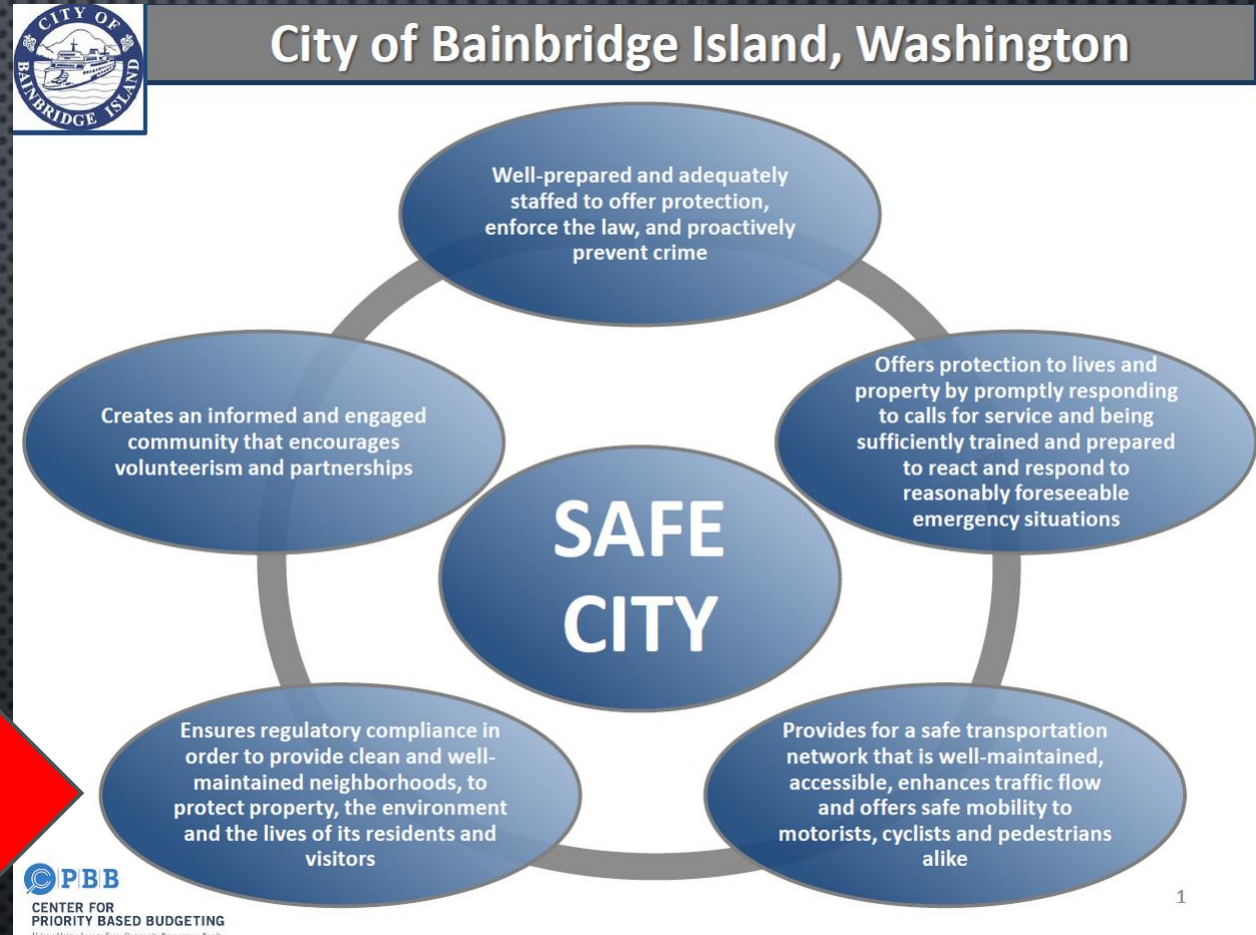 CITY OF
BAINBRIDGE ISLAND
City of Bainbridge Island, Washington
Well-prepared and adequately
staffed to offer protection,
enforce the law, and proactively
prevent crime
Offers protection to lives and
property by promptly responding
to calls for service and being
sufficiently trained and prepared
to react and respond to
reasonably foreseeable
emergency situations
Creates an informed and engaged
community that encourages
volunteerism and partnerships
SAFE
CITY
Ensures regulatory compliance in
order to provide clean and well-
maintained neighborhoods, to
protect property, the environment
and the lives of its residents and
visitors
Provides for a safe transportation
network that is well-maintained,
accessible, enhances traffic flow
and offers safe mobility to
motorists, cyclists and pedestrians
alike
PBB
CENTER FOR
PRIORITY BASED BUDGETING
1